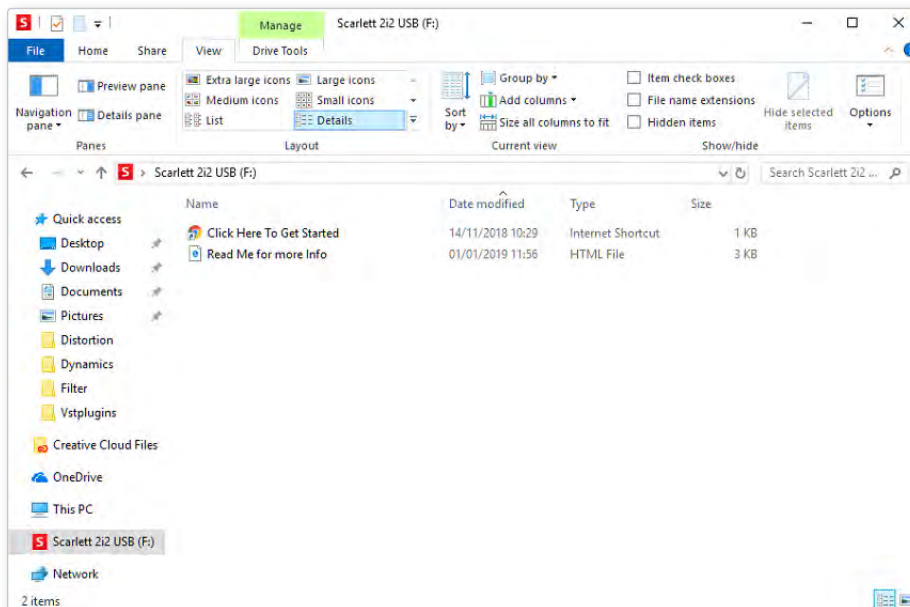 S
Manage
Scarlett 2i2 USB (F:)
File
Home
Share
View
Drive Tools
Navigation pane
Preview pane
Details pane
Panes
Extra large icons
Large icons
Medium icons
Small icons
List
Details
Layout
Sort by
Group by
Add columns
Size all columns to fit
Current view
Item check boxes
File name extensions
Hidden items
Hide selected items
Show/hide
Options
S
Scarlett 2i2 USB (F:)
Search Scarlett 2i2 ...
Name
Date modified
Type
Size
Click Here To Get Started
14/11/2018 10:29
Internet Shortcut
1 KB
Read Me for more Info
01/01/2019 11:56
HTML File
3 KB
Quick access
Desktop
Downloads
Documents
Pictures
Distortion
Dynamics
Filter
Vstplugins
Creative Cloud Files
OneDrive
This PC
S
Scarlett 2i2 USB (F:)
Network
2 items